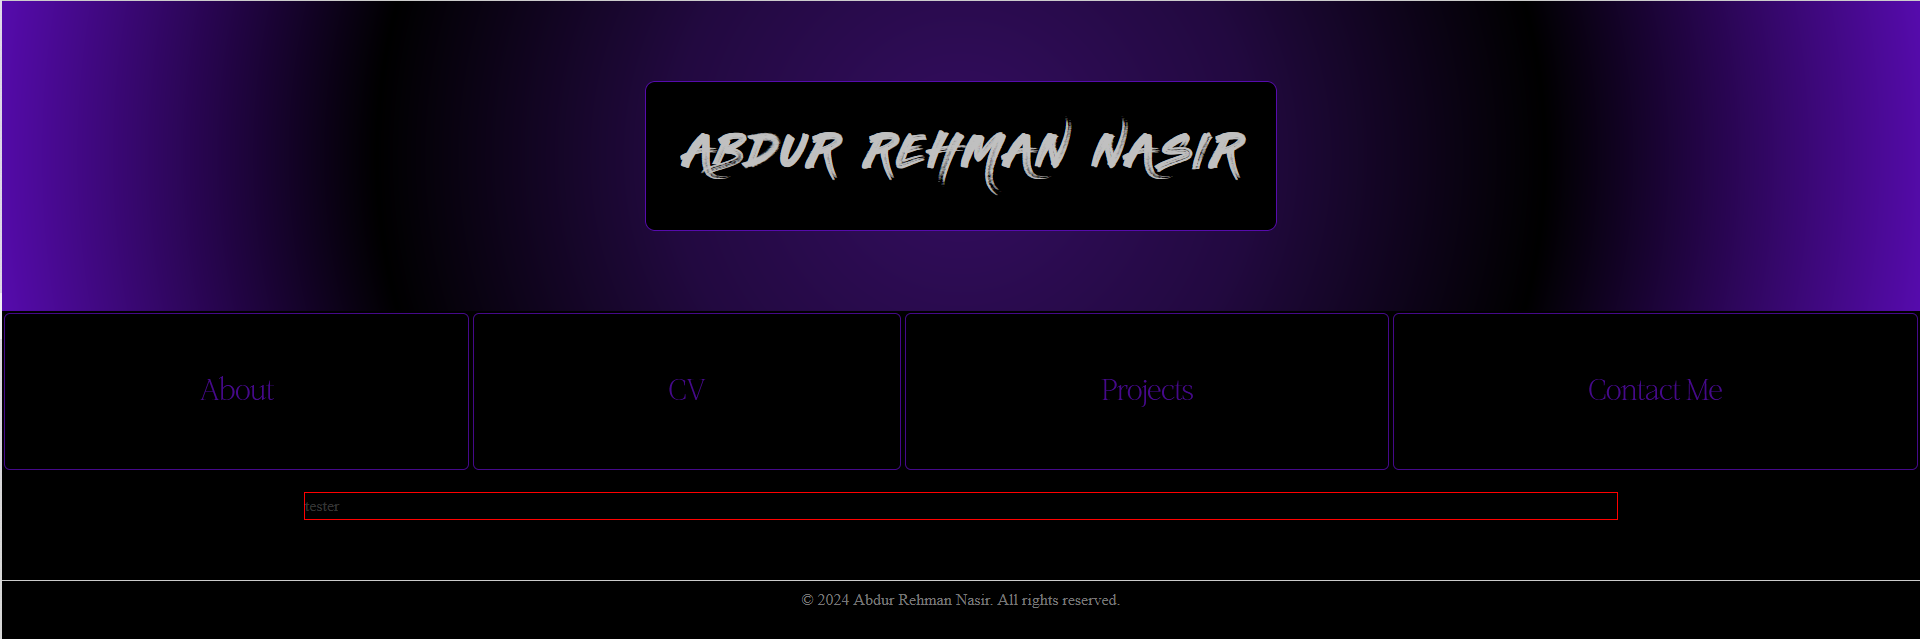 ABDUR REHMAN NASIR
About
CV
Projects
Contact Me
tester
© 2024 Abdur Rehman Nasir. All rights reserved.